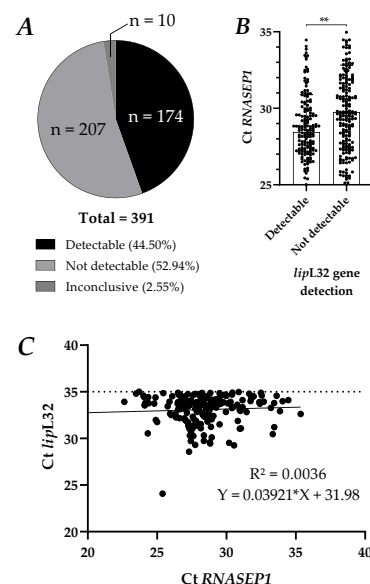 A
n = 10
n = 207
n = 174
Total = 391
Detectable (44.50%)
Not detectable (52.94%)
Inconclusive (2.55%)
B
**
Ct RNASEP1
35
30
25
Detectable
Not detectable
lipL32 gene
detection
C
Ct lipL32
40
35
30
25
20
R² = 0.0036
Y = 0.03921*X + 31.98
20
25
30
35
40
Ct RNASEP1